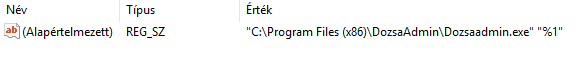 Név Típus Érték
(Alapértelmezett) REG_SZ "C:\Program Files (x86)\DozsaAdmin\Dozsaadmin.exe" "%1"